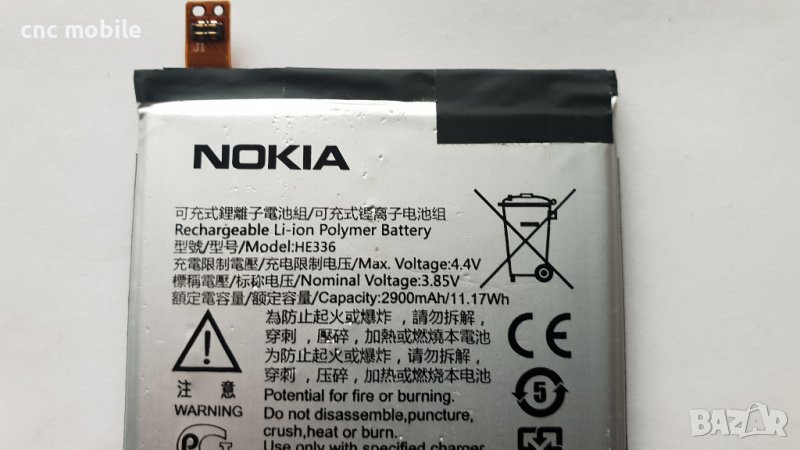 cnc mobile
J1
NOKIA
可充式鋰離子電池組/可充式锂离子电池组
Rechargeable Li-ion Polymer Battery
型號/型号/Model:HE336
充電限制電壓/充电限制电压/Max. Voltage:4.4V
標稱電壓/标称电压/Nominal Voltage:3.85V
額定電容量/额定容量/Capacity:2900mAh/11.17Wh
為防止起火或爆炸，請勿拆解，
穿刺，壓碎，加熱或燃燒本電池
为防止起火或爆炸，请勿拆解，
穿刺，压碎，加热或燃烧本电池
注 意
WARNING
Potential for fire or burning.
Do not disassemble,puncture,
crush,heat or burn.
Use only with specified charger
CE
5
BAZAR